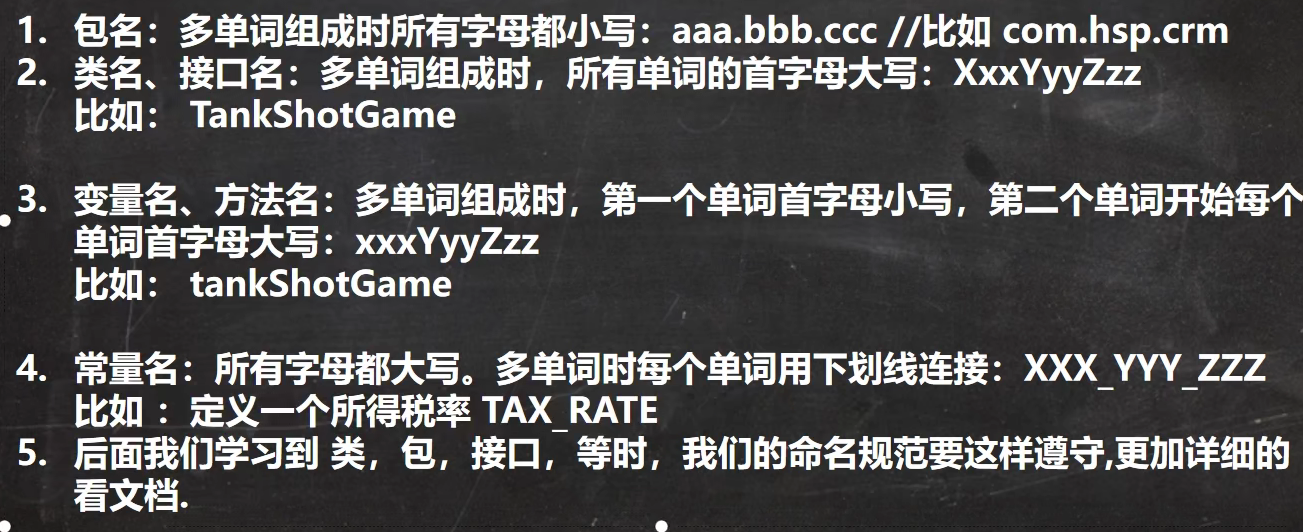 1. 包名：多单词组成时所有字母都小写：aaa.bbb.ccc //比如 com.hsp.crm
2. 类名、接口名：多单词组成时，所有单词的首字母大写：XxxYyyZzz
比如： TankShotGame
3. 变量名、方法名：多单词组成时，第一个单词首字母小写，第二个单词开始每个
单词首字母大写：xxxYyyZzz
比如： tankShotGame
4. 常量名：所有字母都大写。多单词时每个单词用下划线连接：XXX_YYY_ZZZ
比如 ：定义一个所得税率 TAX_RATE
5. 后面我们学习到 类，包，接口，等时，我们的命名规范要这样遵守,更加详细的
看文档.